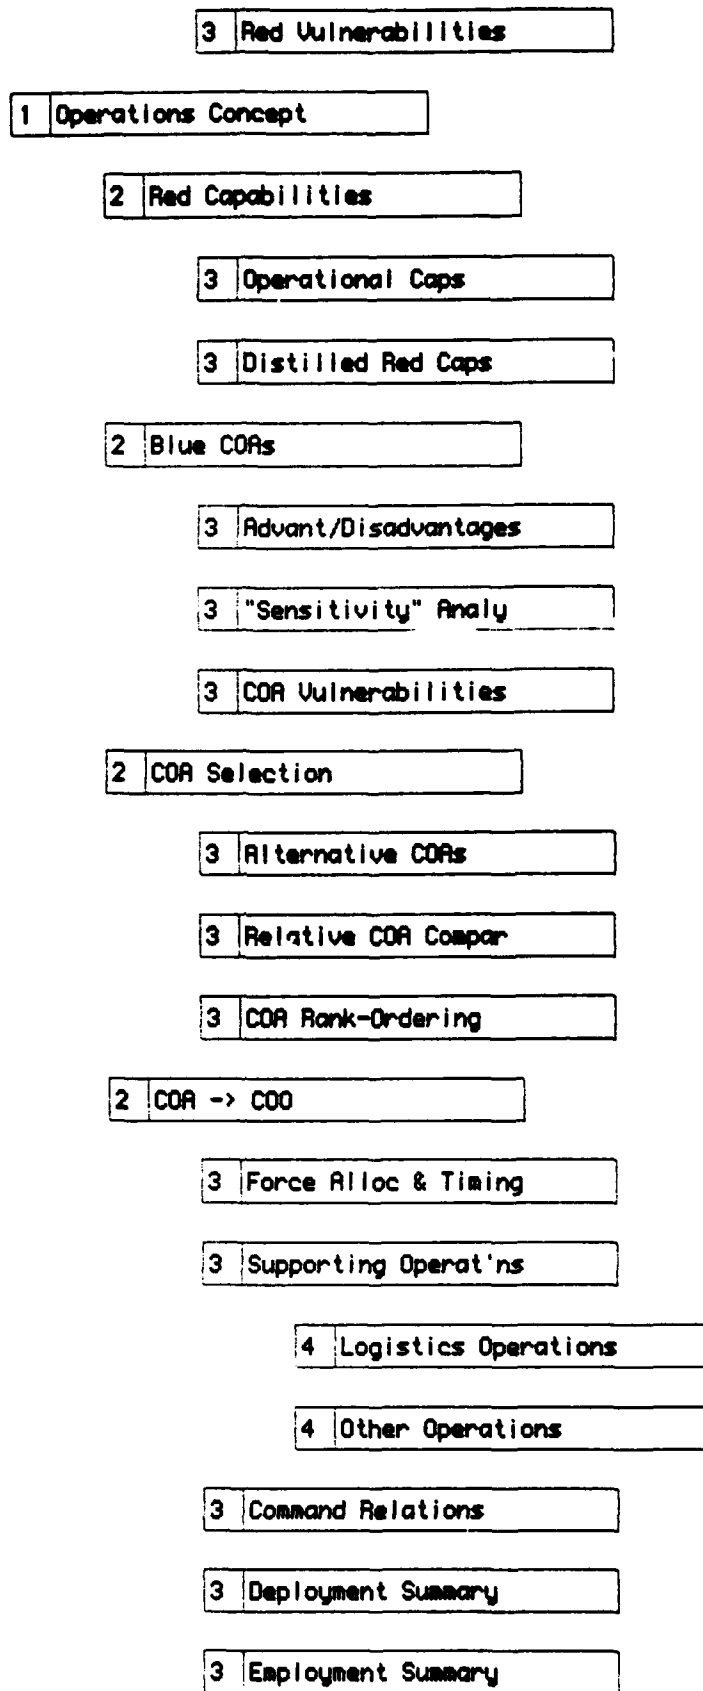 3 Red Vulnerabilities
1 Operations Concept
2 Red Capabilities
3 Operational Caps
3 Distilled Red Caps
2 Blue COAs
3 Advant/Disadvantages
3 "Sensitivity" Analy
3 COA Vulnerabilities
2 COA Selection
3 Alternative COAs
3 Relative COA Compar
3 COA Rank-Ordering
2 COA -> COO
3 Force Alloc & Timing
3 Supporting Operat'ns
4 Logistics Operations
4 Other Operations
3 Command Relations
3 Deployment Summary
3 Employment Summary